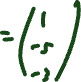 = ( 1
-5
-3 )